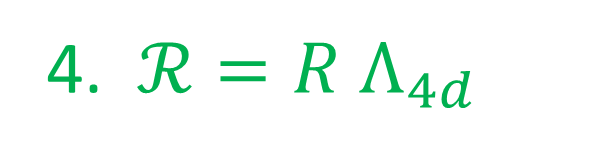 4. ℛ = 𝑅 Λ₄𝑑